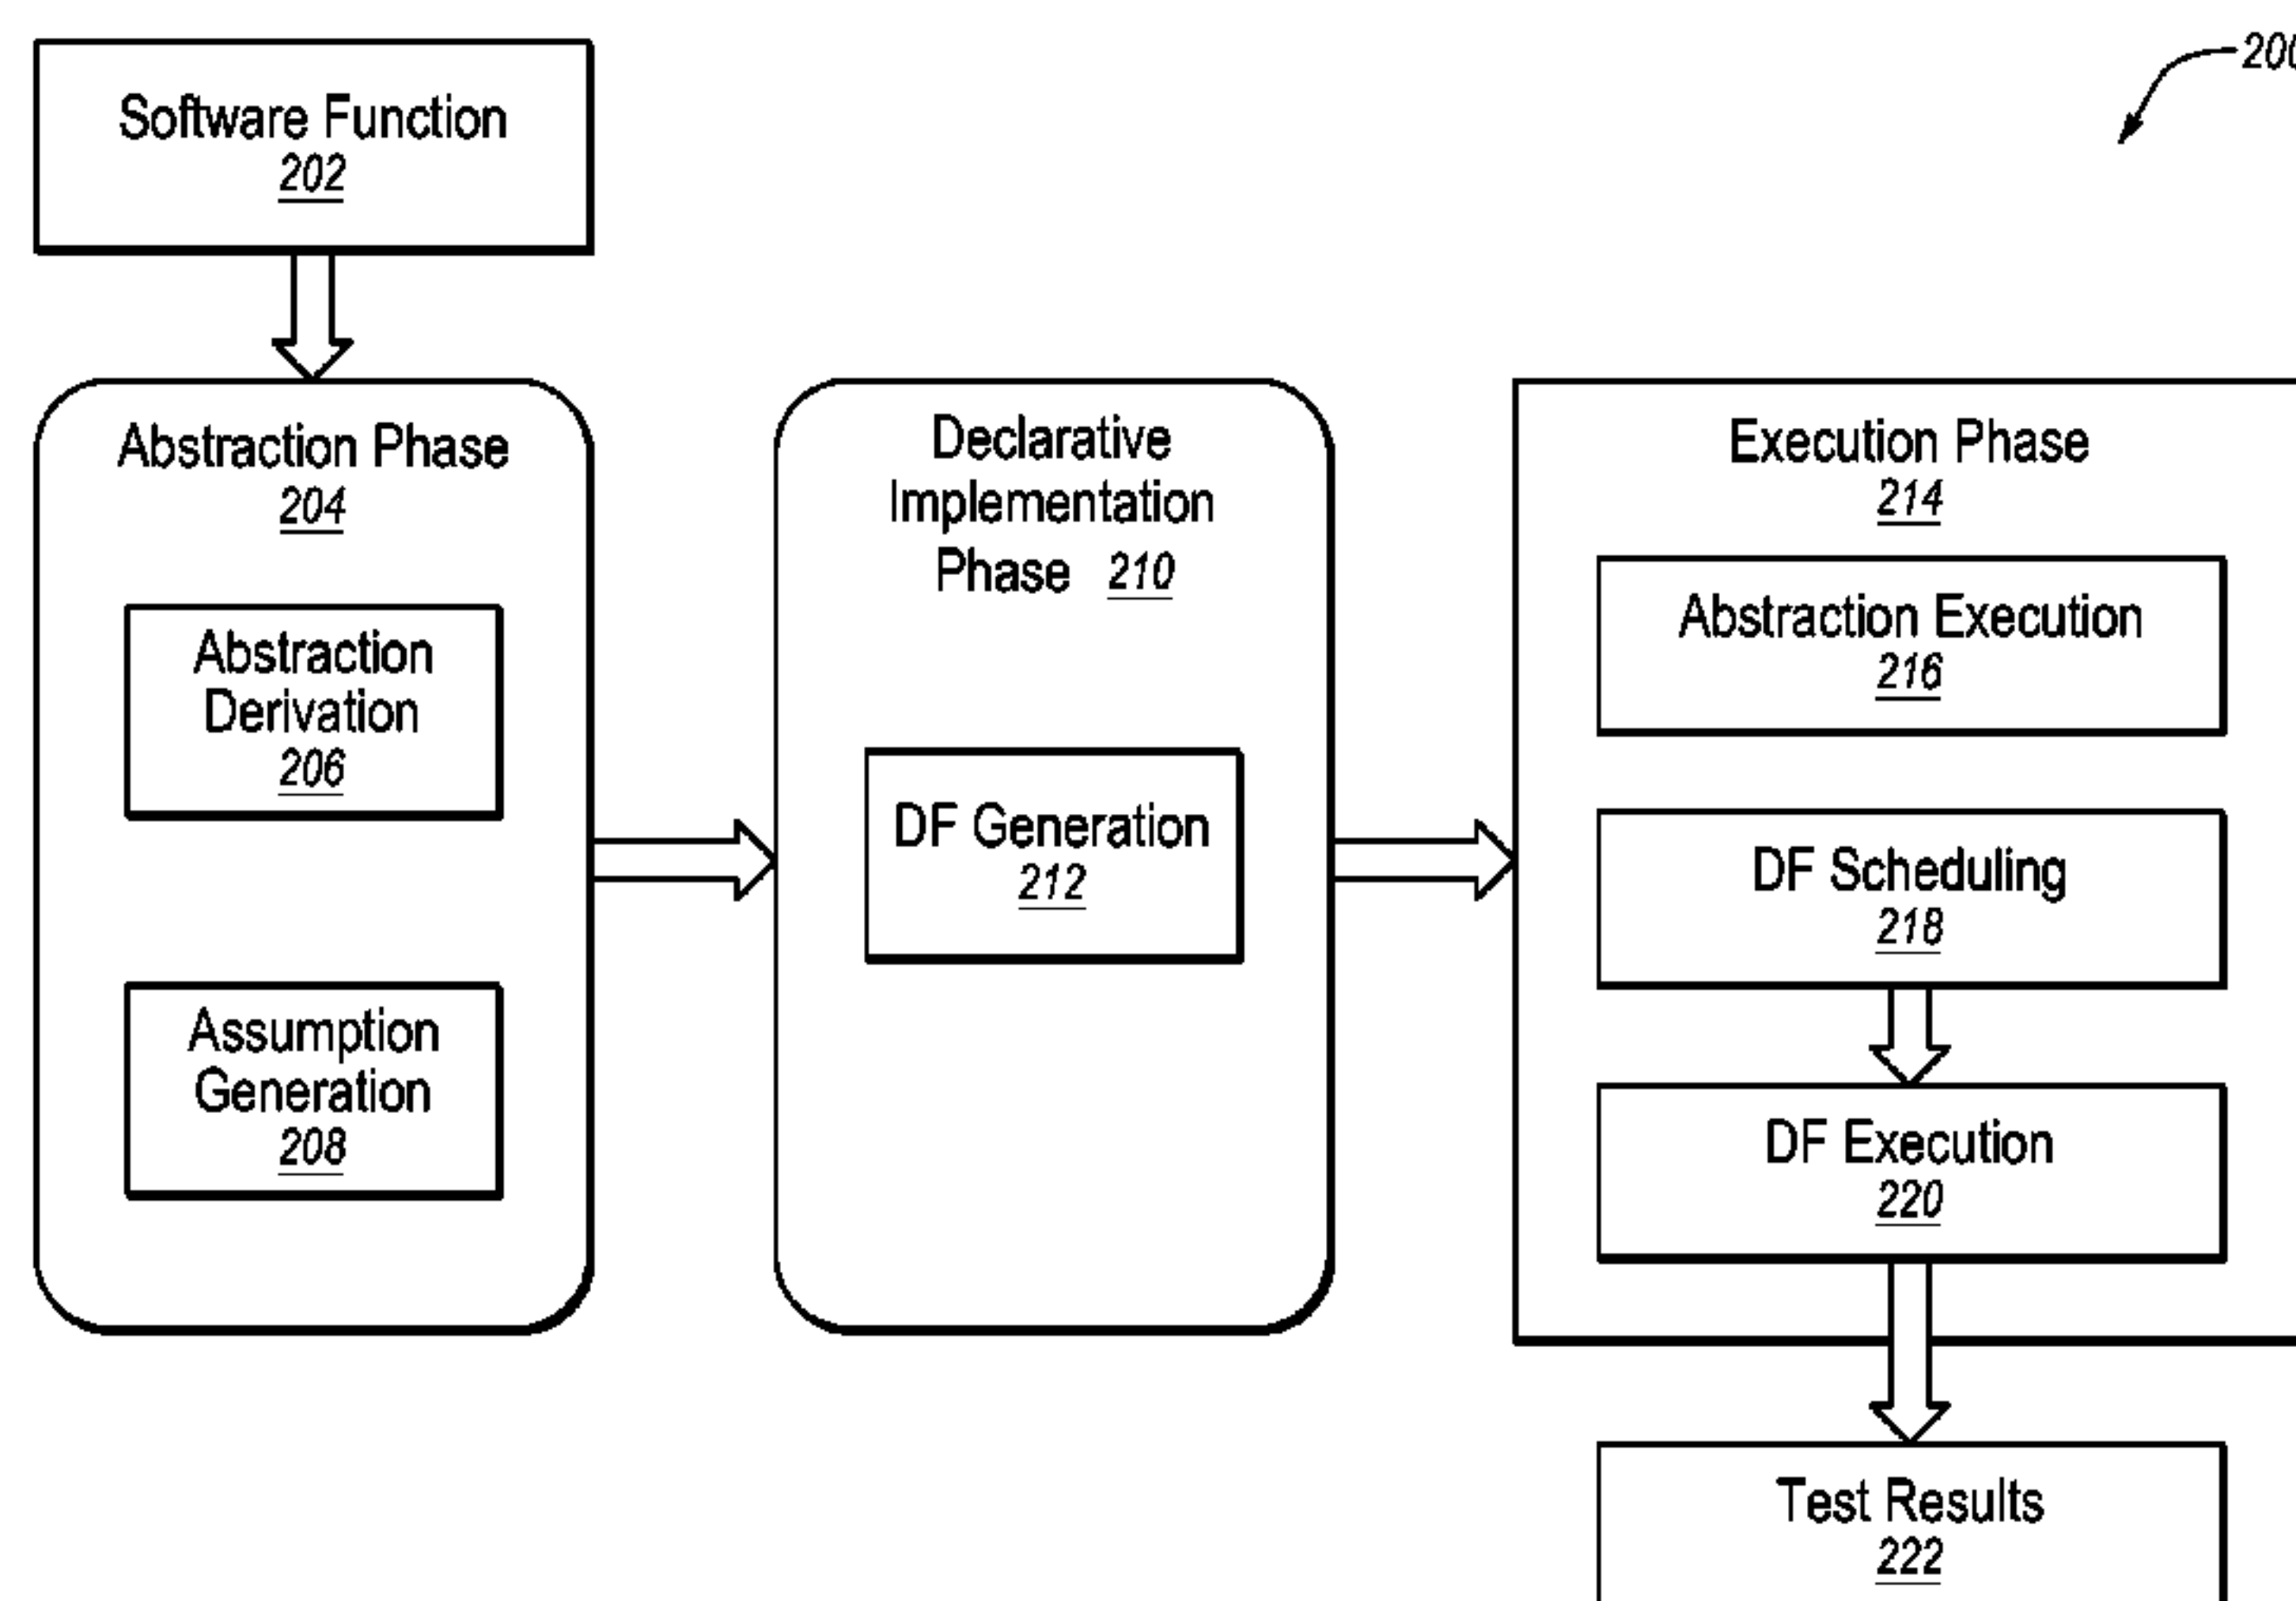 Software Function
202
Abstraction Phase
204
Abstraction
Derivation
206
Assumption
Generation
208
Declarative
Implementation
Phase 210
DF Generation
212
Execution Phase
214
Abstraction Execution
216
DF Scheduling
218
DF Execution
220
Test Results
222